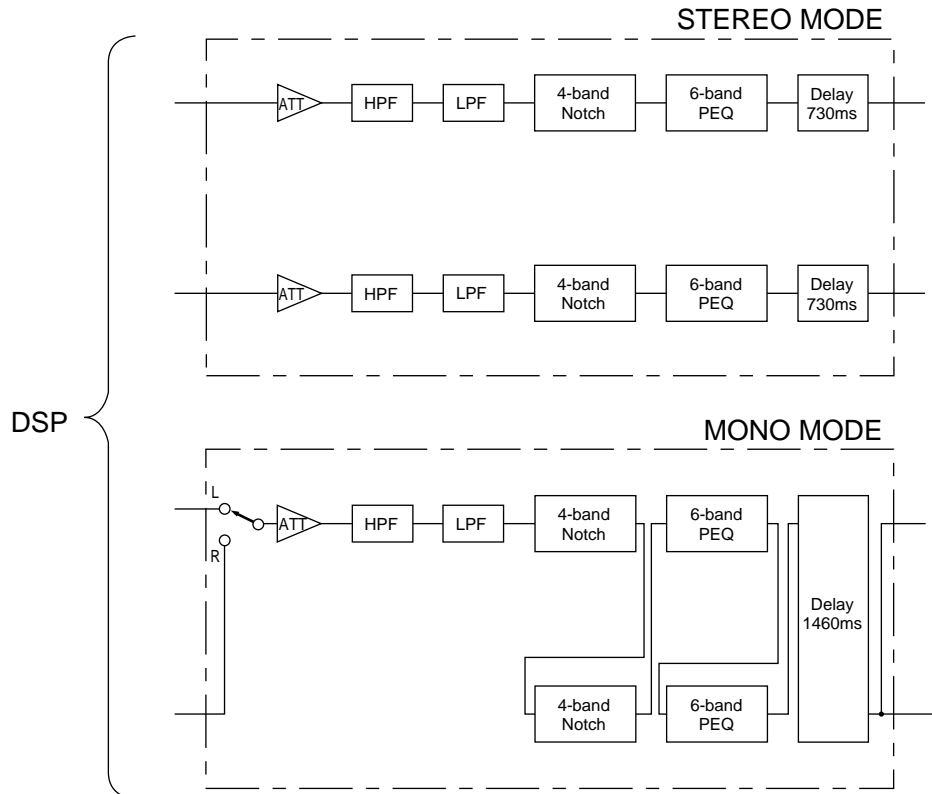 STEREO MODE
ATT
HPF
LPF
4-band
Notch
6-band
PEQ
Delay
730ms
ATT
HPF
LPF
4-band
Notch
6-band
PEQ
Delay
730ms
DSP
MONO MODE
L
R
ATT
HPF
LPF
4-band
Notch
6-band
PEQ
Delay
1460ms
4-band
Notch
6-band
PEQ